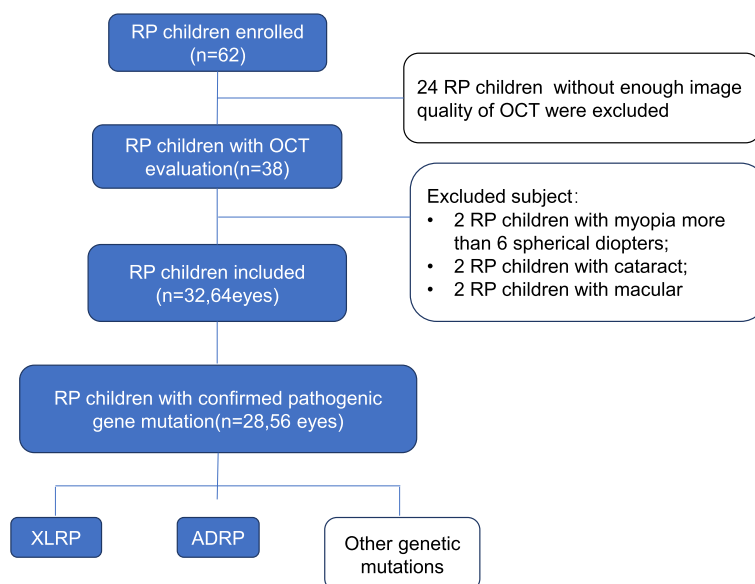 RP children enrolled
(n=62)
24 RP children without enough image
quality of OCT were excluded
RP children with OCT
evaluation(n=38)
Excluded subject:
• 2 RP children with myopia more
than 6 spherical diopters;
• 2 RP children with cataract;
• 2 RP children with macular
RP children included
(n=32,64eyes)
RP children with confirmed pathogenic
gene mutation(n=28,56 eyes)
XLRP
ADRP
Other genetic
mutations